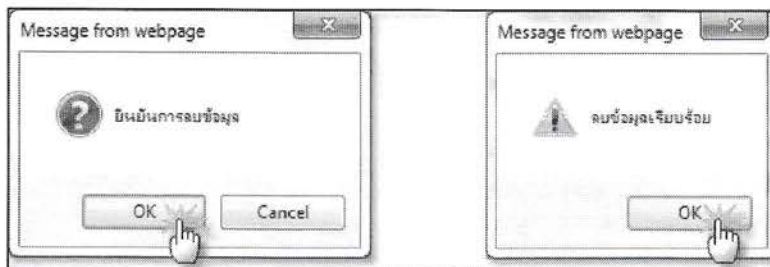 Message from webpage
ยืนยันการลบข้อมูล
OK
Cancel
Message from webpage
ลบข้อมูลเรียบร้อย
OK